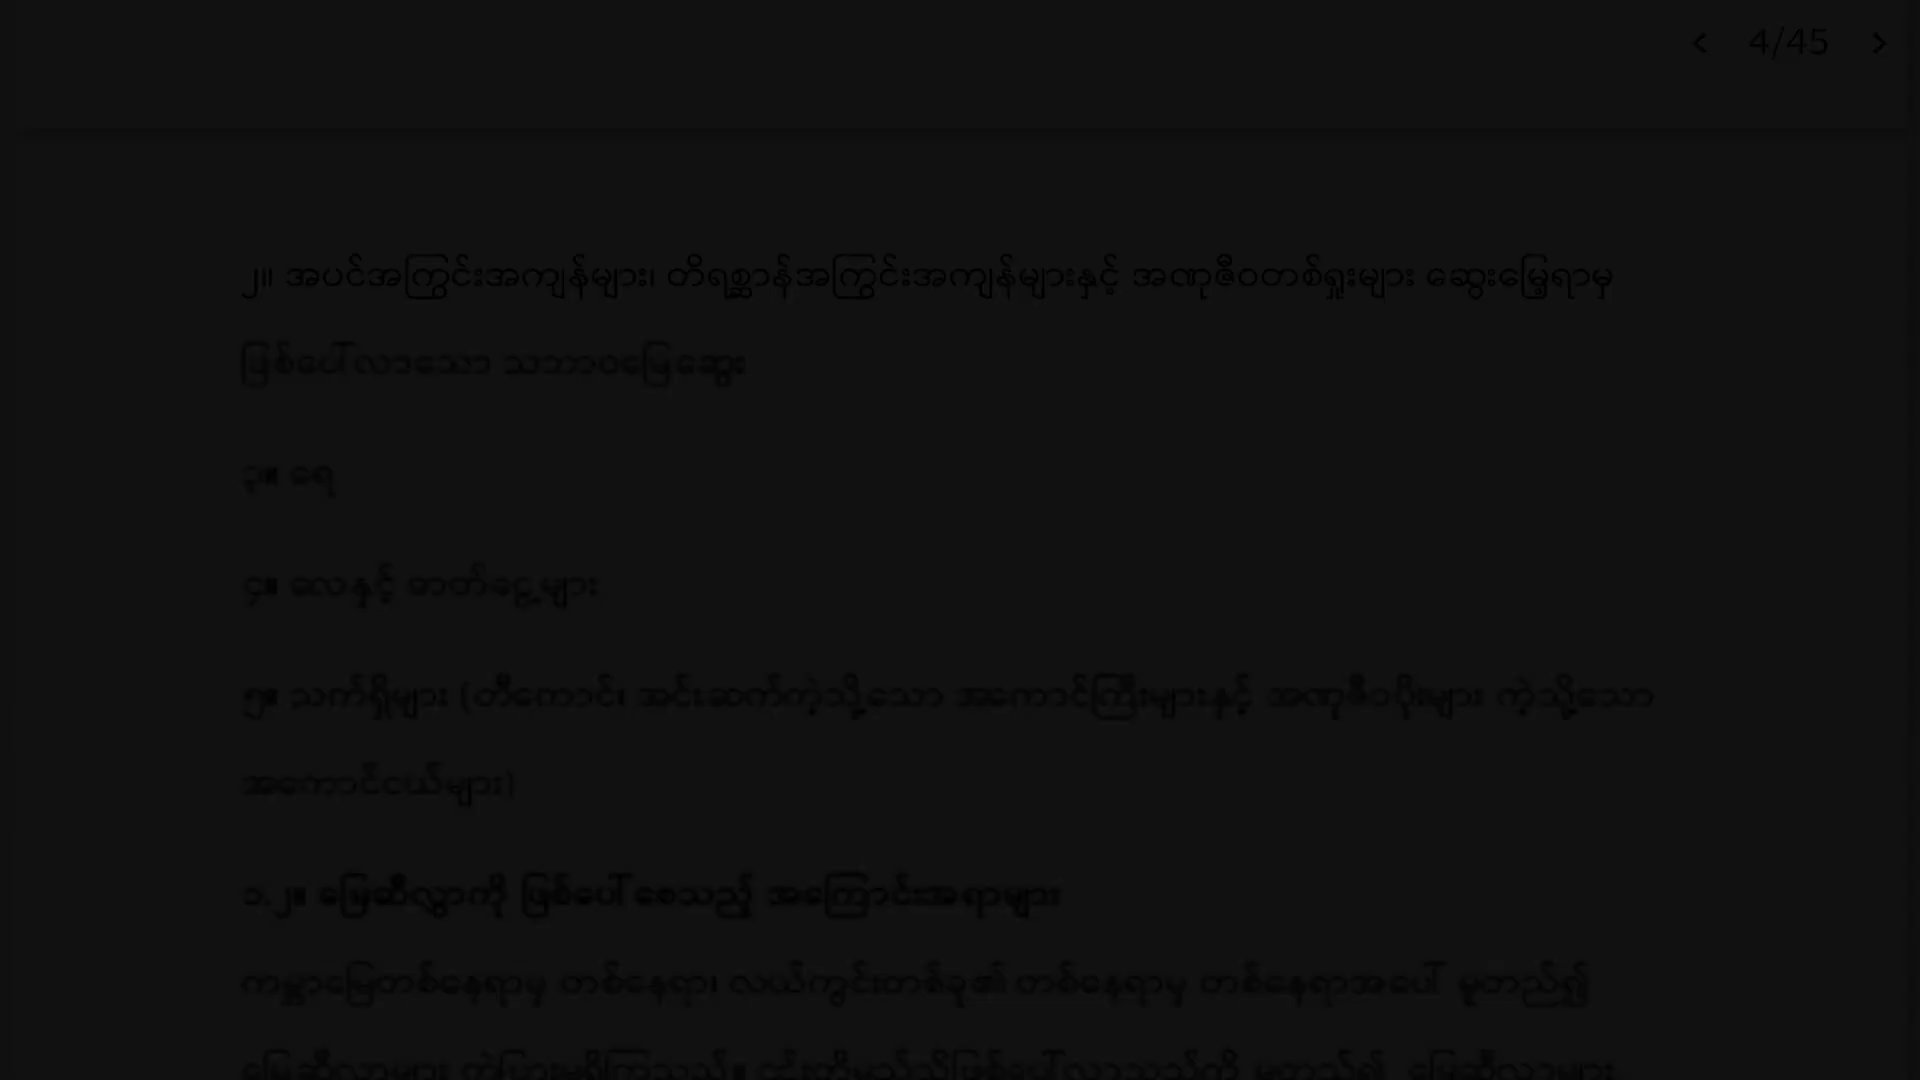 4/45
၂။ အပင်အကြွင်းအကျန်များ၊ တိရစ္ဆာန်အကြွင်းအကျန်များနှင့် အဏုဇီဝတစ်ရှုးများ ဆွေးမြွေ့ရာမှ
ဖြစ်ပေါ်လာသော သဘာဝမြေဆွေး
၃။ ရေ
၄။ လေနှင့် ဓာတ်ငွေ့များ
၅။ သက်ရှိများ (တီကောင်၊ အင်းဆက်ကဲ့သို့သော အကောင်ကြီးများနှင့် အဏုဇီဝပိုးများ ကဲ့သို့သော
အကောင်ငယ်များ)
၁.၂။ မြေဆီလွှာကို ဖြစ်ပေါ်စေသည့် အကြောင်းအရာများ
ကမ္ဘာမြေတစ်နေရာမှ တစ်နေရာ၊ လယ်ကွင်းတစ်ခု၏ တစ်နေရာမှ တစ်နေရာအပေါ် မူတည်၍